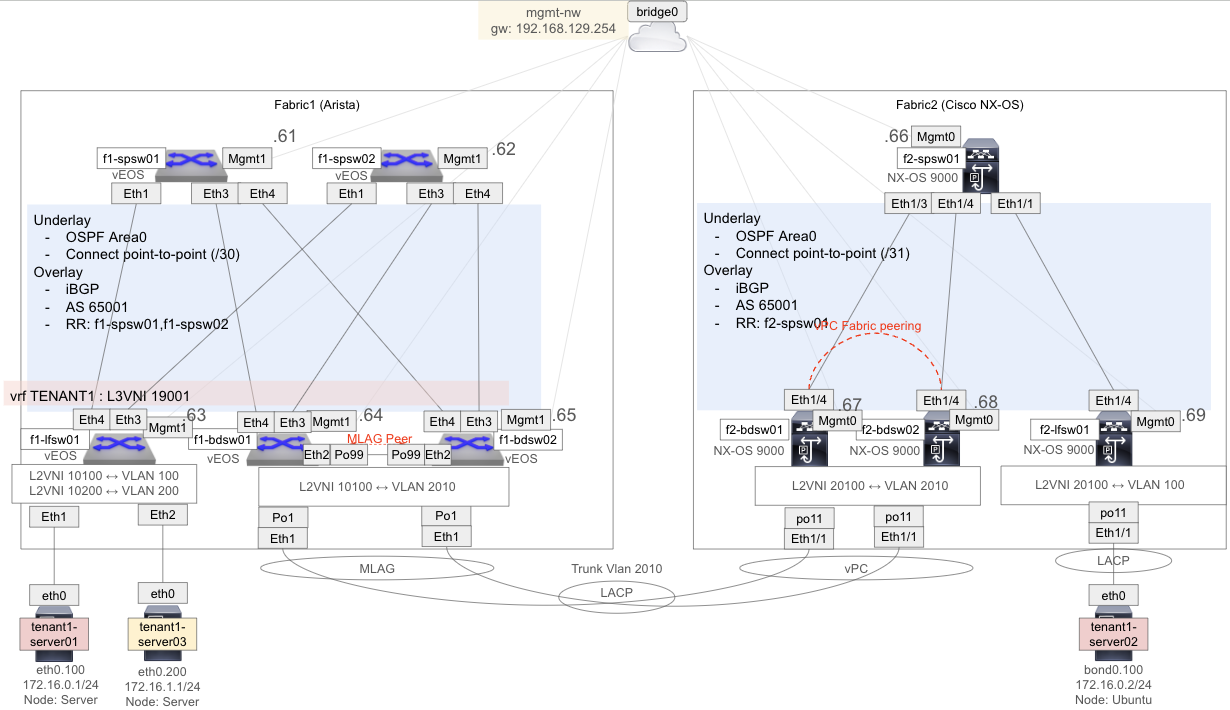 mgmt-nw
gw: 192.168.129.254
bridge0
Fabric1 (Arista)
.61
f1-spsw01
Mgmt1
vEOS
Eth1
Eth3
Eth4
.62
f1-spsw02
Mgmt1
vEOS
Eth1
Eth3
Eth4
Underlay
- OSPF Area0
- Connect point-to-point (/30)
Overlay
- iBGP
- AS 65001
- RR: f1-spsw01,f1-spsw02
vrf TENANT1 : L3VNI 19001
Eth4
Eth3
Mgmt1
.63
f1-lfsw01
vEOS
L2VNI 10100 ↔ VLAN 100
L2VNI 10200 ↔ VLAN 200
Eth1
Eth2
Eth4
Eth3
Mgmt1
.64
f1-bdsw01
vEOS
MLAG Peer
Eth2
Po99
Po99
Eth2
Eth4
Eth3
Mgmt1
.65
f1-bdsw02
vEOS
L2VNI 10100 ↔ VLAN 2010
Po1
Eth1
Po1
Eth1
MLAG
Trunk Vlan 2010
LACP
eth0
tenant1-
server01
eth0.100
172.16.0.1/24
Node: Server
eth0
tenant1-
server03
eth0.200
172.16.1.1/24
Node: Server
Fabric2 (Cisco NX-OS)
.66
Mgmt0
f2-spsw01
NX-OS 9000
Eth1/3
Eth1/4
Eth1/1
Underlay
- OSPF Area0
- Connect point-to-point (/31)
Overlay
- iBGP
- AS 65001
- RR: f2-spsw01
vPC Fabric peering
Eth1/4
.67
Mgmt0
f2-bdsw01
NX-OS 9000
Eth1/4
.68
Mgmt0
f2-bdsw02
NX-OS 9000
L2VNI 20100 ↔ VLAN 2010
po11
Eth1/1
po11
Eth1/1
vPC
Eth1/4
.69
Mgmt0
f2-lfsw01
NX-OS 9000
L2VNI 20100 ↔ VLAN 100
po11
Eth1/1
LACP
eth0
tenant1-
server02
bond0.100
172.16.0.2/24
Node: Ubuntu